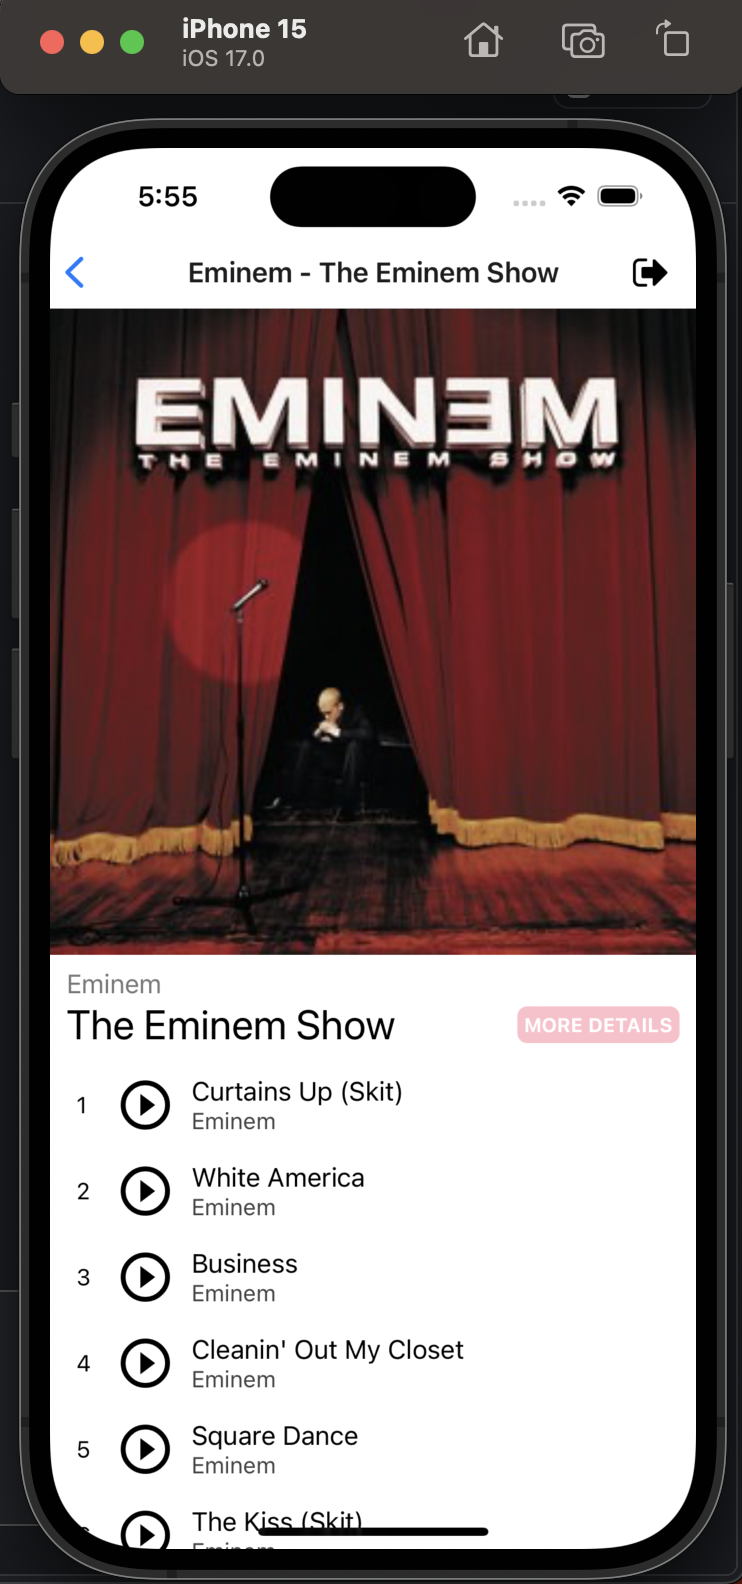 iPhone 15
iOS 17.0
5:55
Eminem - The Eminem Show
EMINƎM
THE EMINEM SHOW
Eminem
The Eminem Show
MORE DETAILS
1
Curtains Up (Skit)
Eminem
2
White America
Eminem
3
Business
Eminem
4
Cleanin' Out My Closet
Eminem
5
Square Dance
Eminem
The Kiss (Skit)
Eminem